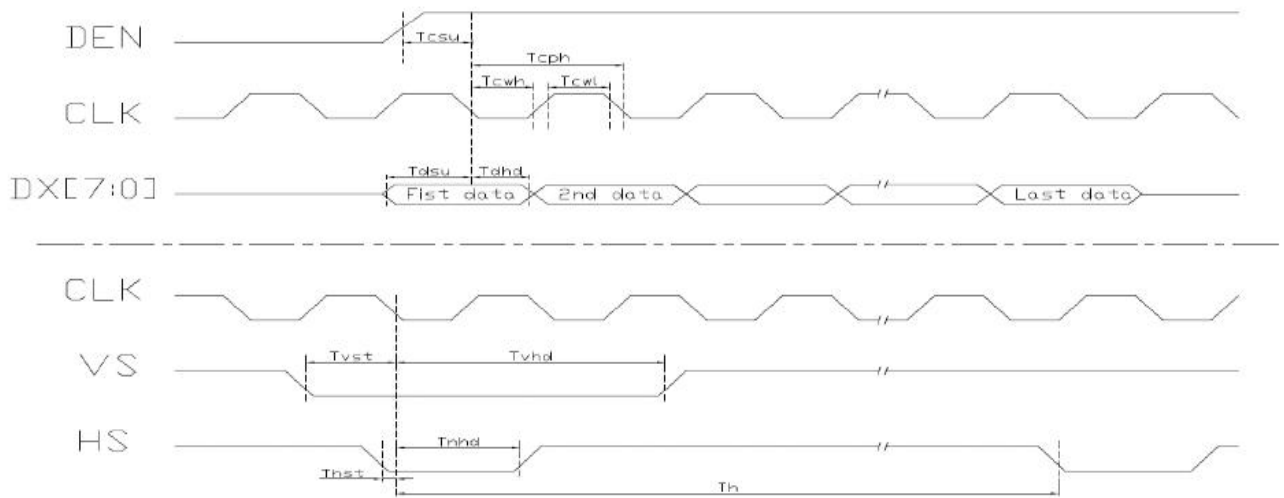 DEN
Tcsu
Tcph
Tcwh
Tcwl
CLK
Tdsu
Tdhd
DX[7:0]
Fist data
2nd data
Last data
CLK
Tvst
Tvhd
VS
HS
Thhd
Thst
Th